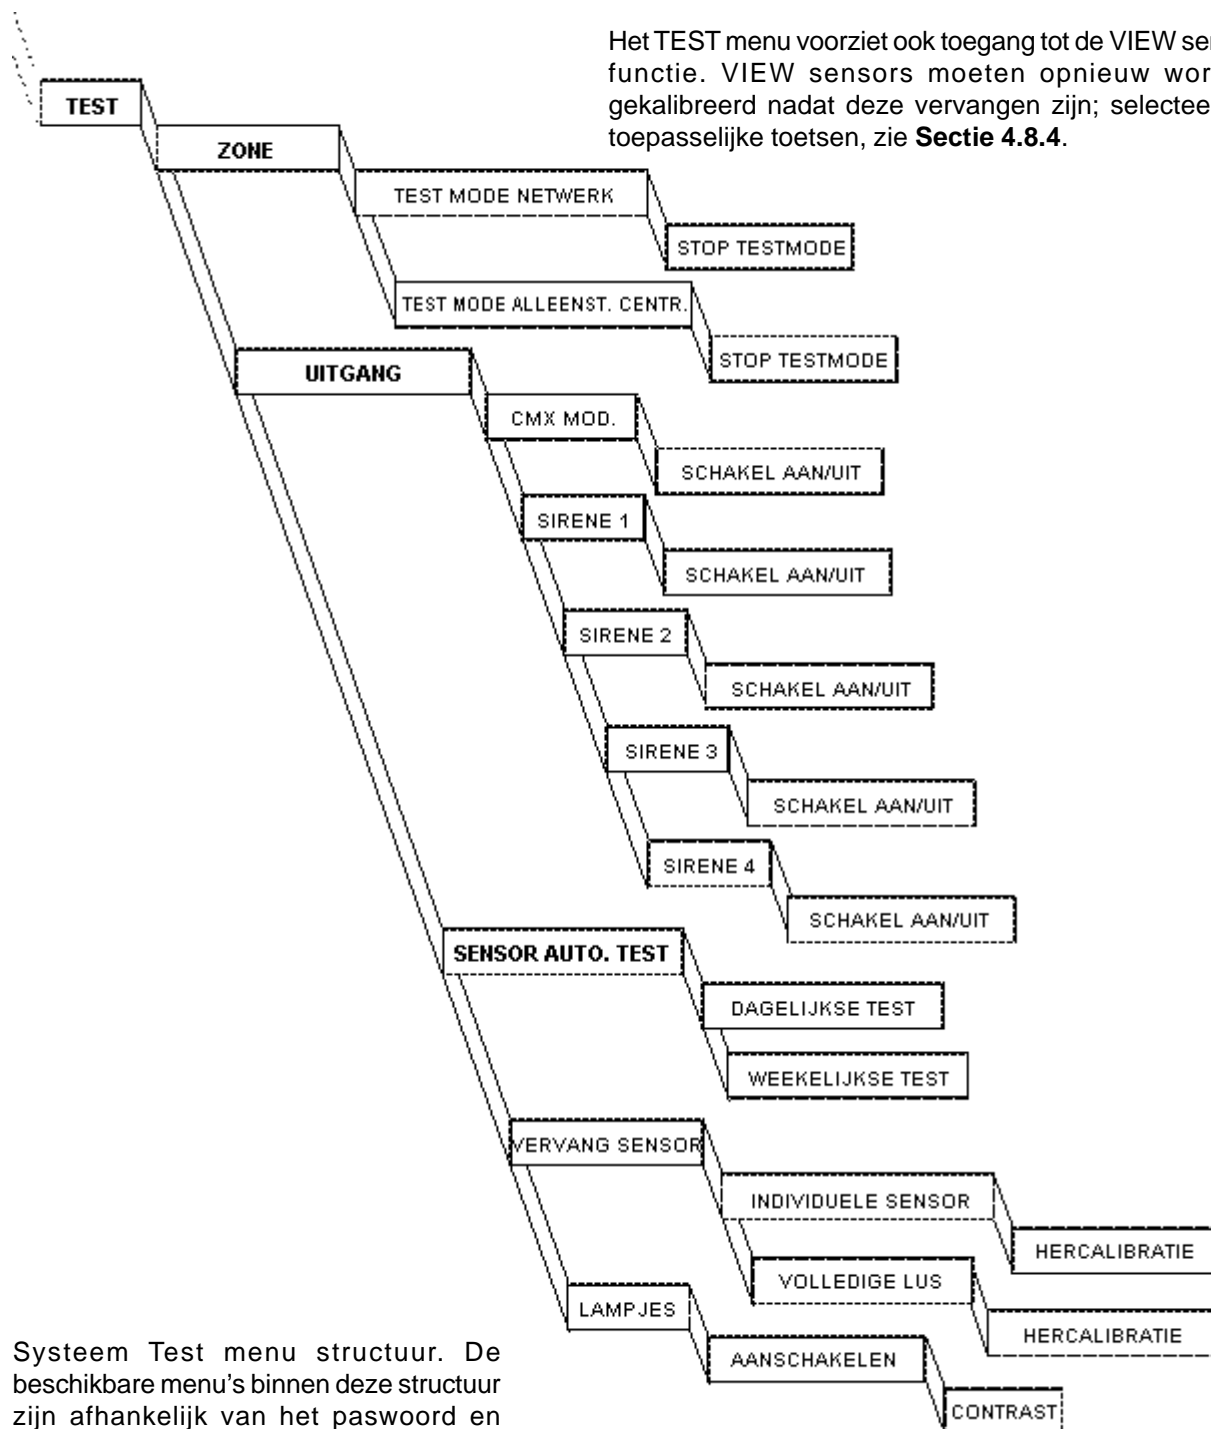 Het TEST menu voorziet ook toegang tot de VIEW
functie. VIEW sensors moeten opnieuw
gekalibreerd nadat deze vervangen zijn;
toepasselijke toetsen, zie Sectie 4.8.4.
TEST
ZONE
TEST MODE NETWERK
STOP TESTMODE
TEST MODE ALLEENST. CENTR.
STOP TESTMODE
UITGANG
CMX MOD.
SCHAKEL AAN/UIT
SIRENE 1
SCHAKEL AAN/UIT
SIRENE 2
SCHAKEL AAN/UIT
SIRENE 3
SCHAKEL AAN/UIT
SIRENE 4
SCHAKEL AAN/UIT
SENSOR AUTO. TEST
DAGELIJKSE TEST
WEEKELIJKSE TEST
VERVANG SENSOR
INDIVIDUELE SENSOR
HERCALIBRATIE
VOLLEDIGE LUS
HERCALIBRATIE
LAMPJES
AANSCHAKELEN
CONTRAST
Systeem Test menu structuur. De
beschikbare menu's binnen deze structuur
zijn afhankelijk van het paswoord en